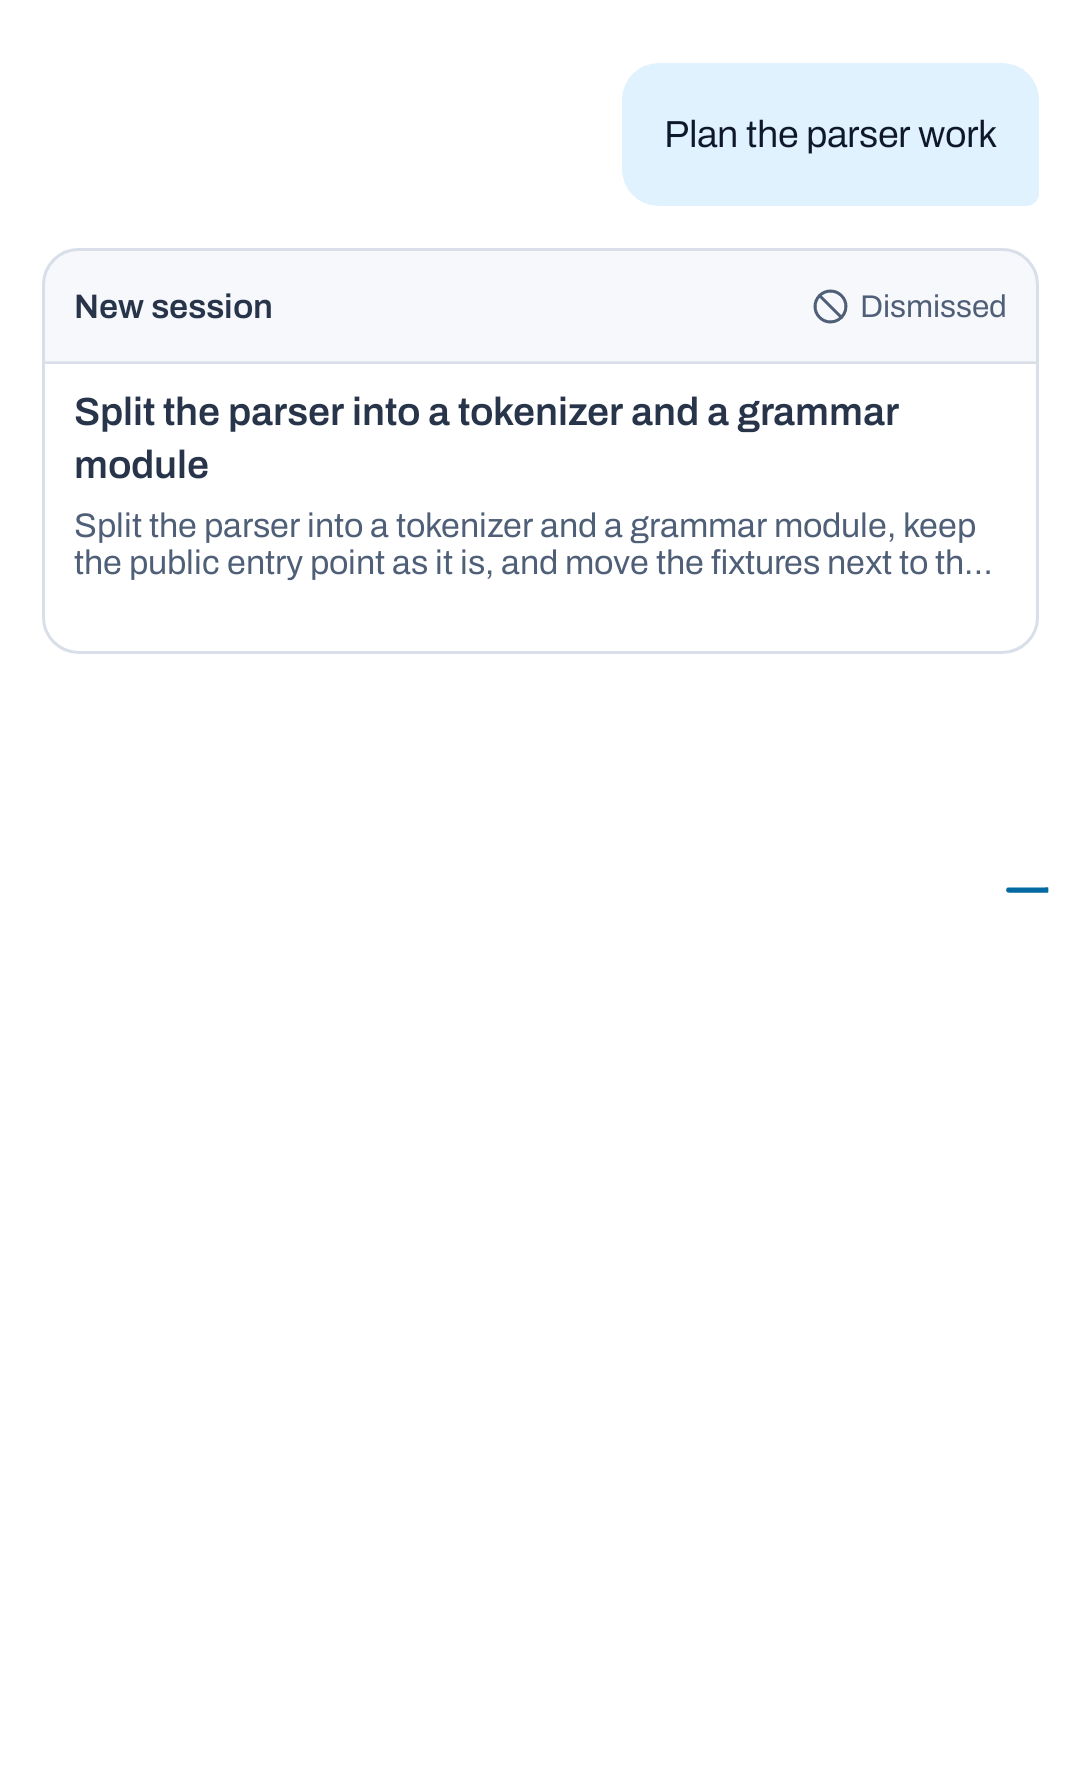 Plan the parser work
New session
Dismissed
Split the parser into a tokenizer and a grammar
module
Split the parser into a tokenizer and a grammar module, keep
the public entry point as it is, and move the fixtures next to th...